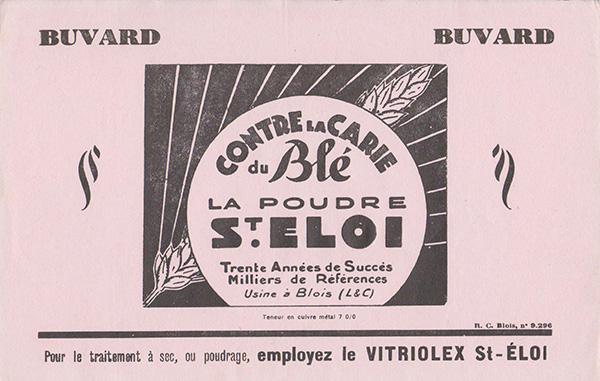 BUVARD BUVARD
CONTRE LA CARIE
du Blé
LA POUDRE
ST. ELOI
Trente Années de Succès
Milliers de Références
Usine à Blois (L&C)
Teneur en cuivre métal 7 0/0
R. C. Blois, n° 9.296
Pour le traitement à sec, ou poudrage, employez le VITRIOLEX St-ÉLOI